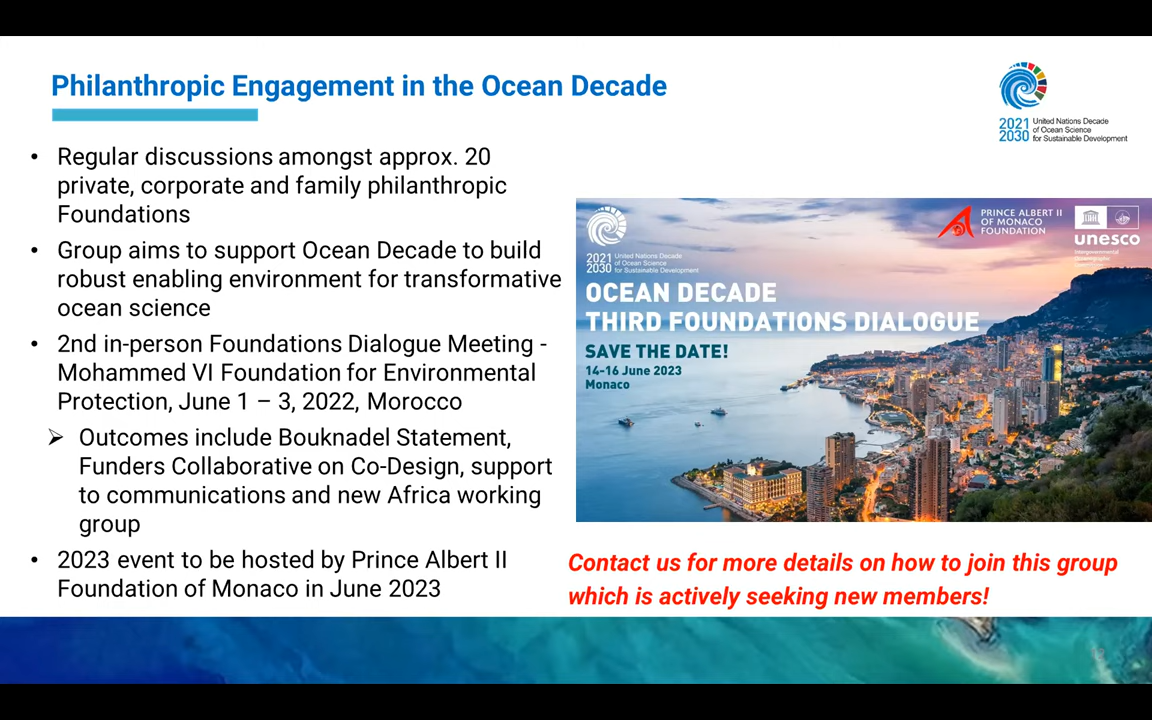 Philanthropic Engagement in the Ocean Decade
2021
2030
United Nations Decade
of Ocean Science
for Sustainable Development
• Regular discussions amongst approx. 20
private, corporate and family philanthropic
Foundations
• Group aims to support Ocean Decade to build
robust enabling environment for transformative
ocean science
• 2nd in-person Foundations Dialogue Meeting -
Mohammed VI Foundation for Environmental
Protection, June 1 – 3, 2022, Morocco
➢ Outcomes include Bouknadel Statement,
Funders Collaborative on Co-Design, support
to communications and new Africa working
group
• 2023 event to be hosted by Prince Albert II
Foundation of Monaco in June 2023
2021
2030
United Nations Decade
of Ocean Science
for Sustainable Development
PRINCE ALBERT II
OF MONACO
FOUNDATION
unesco
Intergovernmental
Oceanographic
OCEAN DECADE
THIRD FOUNDATIONS DIALOGUE
SAVE THE DATE!
14-16 June 2023
Monaco
Contact us for more details on how to join this group
which is actively seeking new members!